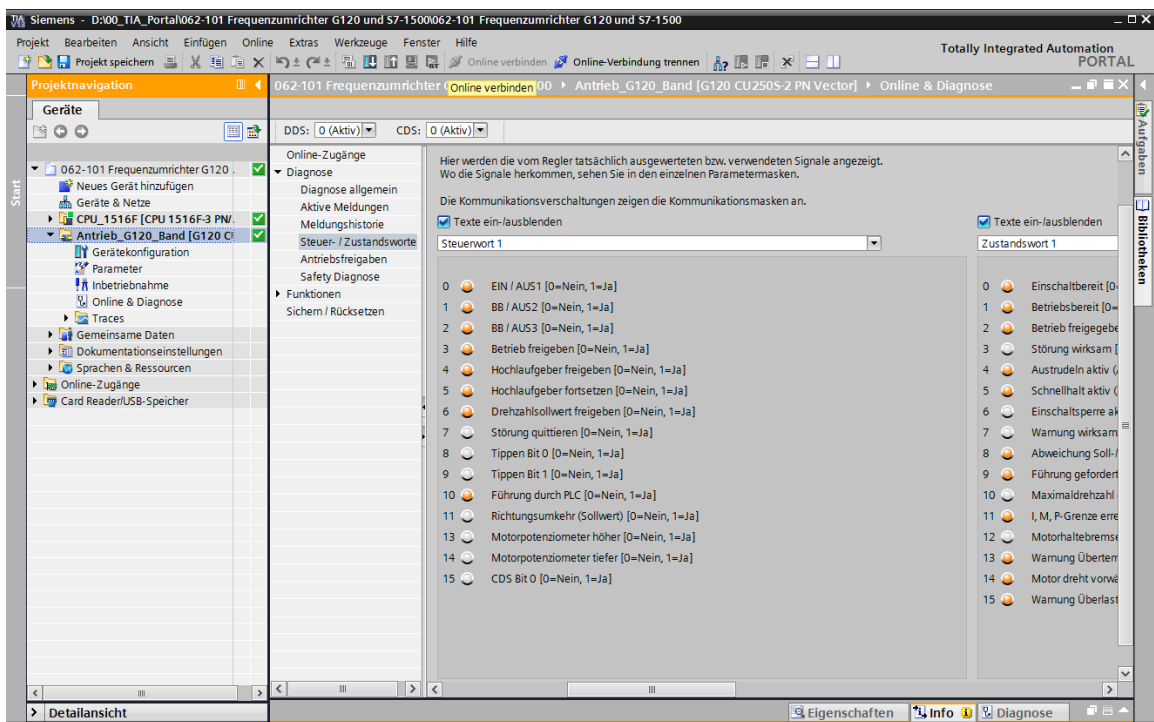 Siemens - D:\00_TIA_Portal\062-101 Frequenzumrichter G120 und S7-1500\062-101 Frequenzumrichter G120 und S7-1500
Projekt Bearbeiten Ansicht Einfügen Online Extras Werkzeuge Fenster Hilfe
Totally Integrated Automation
PORTAL
Projekt speichern Online verbinden Online-Verbindung trennen
Projektnavigation
062-101 Frequenzumrichter Online verbinden 00 Antrieb_G120_Band [G120 CU250S-2 PN Vector] Online & Diagnose
Geräte
Start
062-101 Frequenzumrichter G120
Neues Gerät hinzufügen
Geräte & Netze
CPU_1516F [CPU 1516F-3 PN/
Antrieb_G120_Band [G120 C
Gerätekonfiguration
Parameter
Inbetriebnahme
Online & Diagnose
Traces
Gemeinsame Daten
Dokumentationseinstellungen
Sprachen & Ressourcen
Online-Zugänge
Card Reader/USB-Speicher
Detailansicht
DDS: 0 (Aktiv) CDS: 0 (Aktiv)
Online-Zugänge
Diagnose
Diagnose allgemein
Aktive Meldungen
Meldungshistorie
Steuer- / Zustandsworte
Antriebsfreigaben
Safety Diagnose
Funktionen
Sichern / Rücksetzen
Hier werden die vom Regler tatsächlich ausgewerteten bzw. verwendeten Signale angezeigt.
Wo die Signale herkommen, sehen Sie in den einzelnen Parametermasken.
Die Kommunikationsverschaltungen zeigen die Kommunikationsmasken an.
Texte ein-/ausblenden
Steuerwort 1
0 EIN / AUS1 [0=Nein, 1=Ja]
1 BB / AUS2 [0=Nein, 1=Ja]
2 BB / AUS3 [0=Nein, 1=Ja]
3 Betrieb freigeben [0=Nein, 1=Ja]
4 Hochlaufgeber freigeben [0=Nein, 1=Ja]
5 Hochlaufgeber fortsetzen [0=Nein, 1=Ja]
6 Drehzahlsollwert freigeben [0=Nein, 1=Ja]
7 Störung quittieren [0=Nein, 1=Ja]
8 Tippen Bit 0 [0=Nein, 1=Ja]
9 Tippen Bit 1 [0=Nein, 1=Ja]
10 Führung durch PLC [0=Nein, 1=Ja]
11 Richtungsumkehr (Sollwert) [0=Nein, 1=Ja]
13 Motorpotenziometer höher [0=Nein, 1=Ja]
14 Motorpotenziometer tiefer [0=Nein, 1=Ja]
15 CDS Bit 0 [0=Nein, 1=Ja]
Texte ein-/ausblenden
Zustandswort 1
0 Einschaltbereit [0
1 Betriebsbereit [0=
2 Betrieb freigegebe
3 Störung wirksam [
4 Austrudeln aktiv (
5 Schnellhalt aktiv (
6 Einschaltsperre ak
7 Warnung wirksam
8 Abweichung Soll-/
9 Führung gefordert
10 Maximaldrehzahl
11 I, M, P-Grenze erre
12 Motorhaltebremse
13 Warnung Übertem
14 Motor dreht vorwä
15 Warnung Überlast
Aufgaben
Bibliotheken
Eigenschaften Info Diagnose